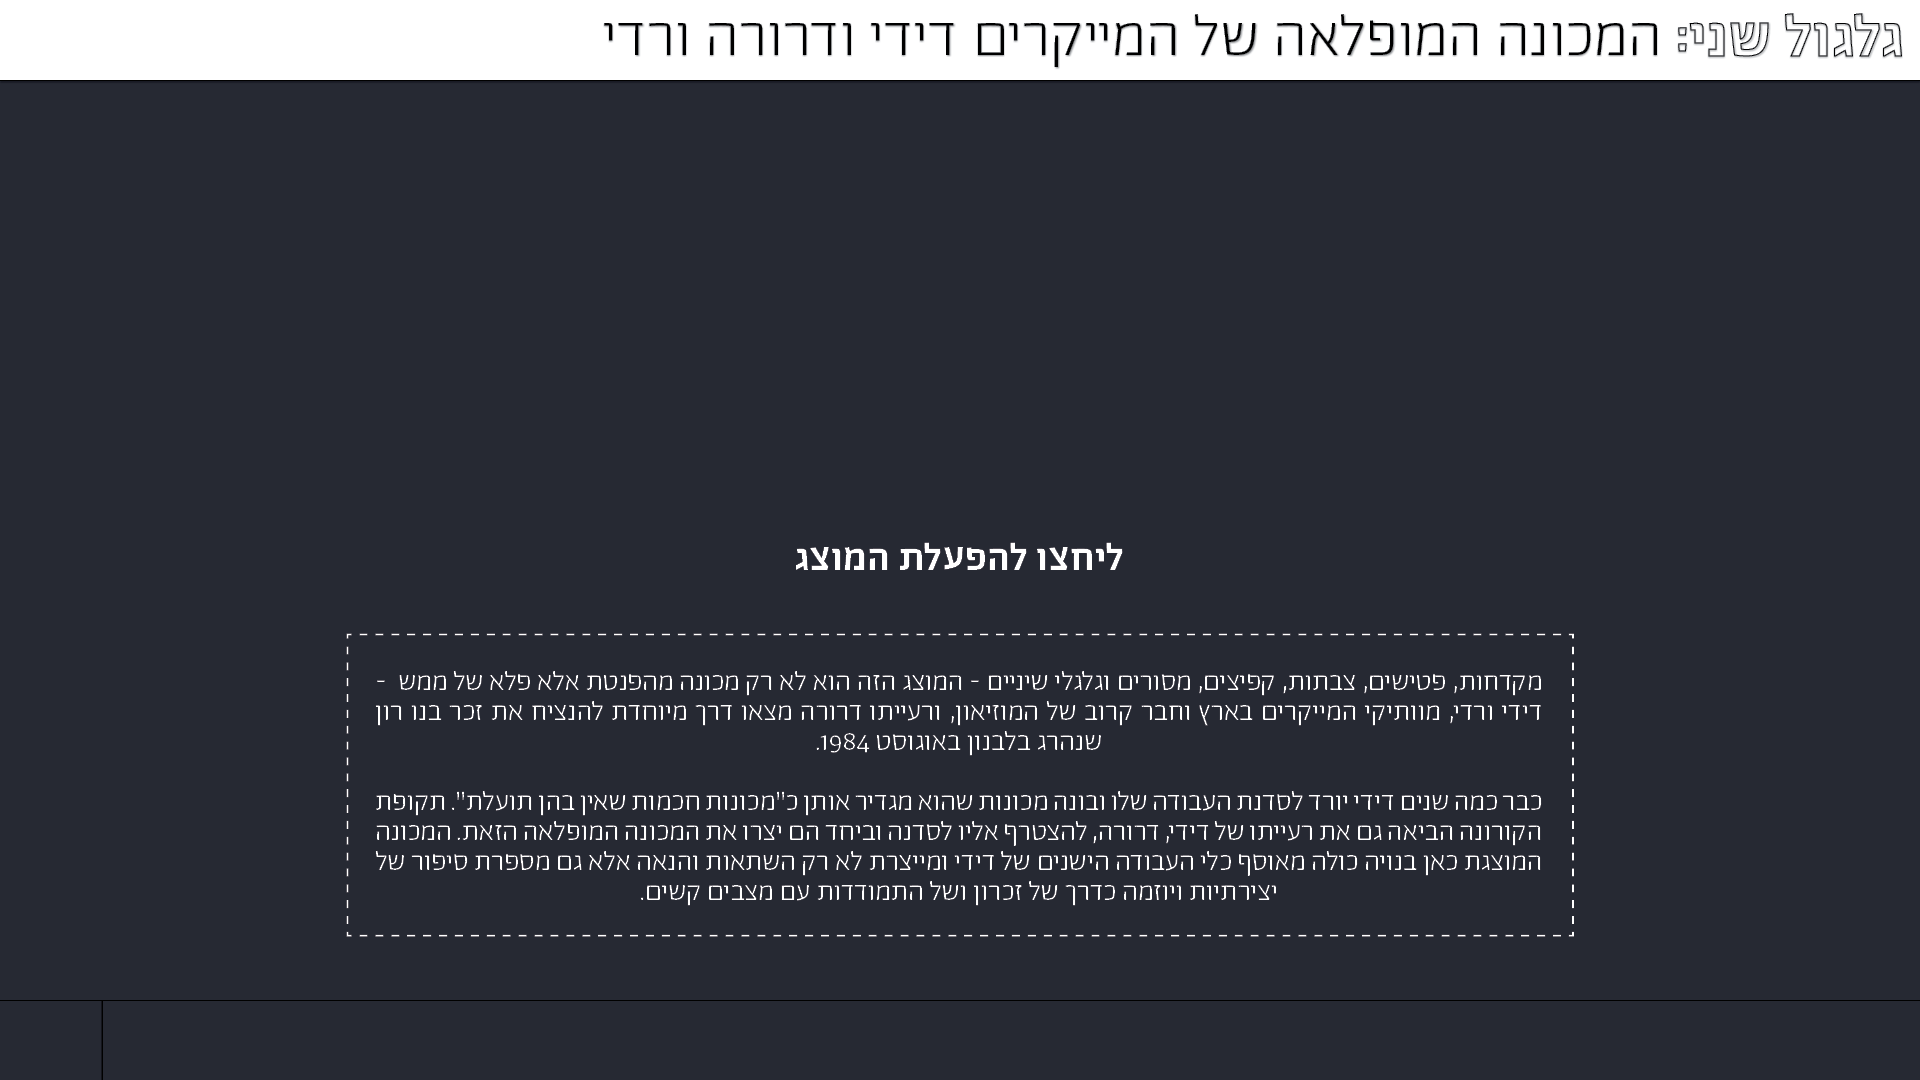 גלגול שני: המכונה המופלאה של המייקרים דידי ודרורה ורדי
ליחצו להפעלת המוצג
מקדחות, פטישים, צבתות, קפיצים, מסורים וגלגלי שיניים - המוצג הזה הוא לא רק מכונה מהפנטת אלא פלא של ממש -
דידי ורדי, מוותיקי המייקרים בארץ וחבר קרוב של המוזיאון, ורעייתו דרורה מצאו דרך מיוחדת להנציח את זכר בנו רון
שנהרג בלבנון באוגוסט 1984.
כבר כמה שנים דידי יורד לסדנת העבודה שלו ובונה מכונות שהוא מגדיר אותן כ"מכונות חכמות שאין בהן תועלת". תקופת
הקורונה הביאה גם את רעייתו של דידי, דרורה, להצטרף אליו לסדנה וביחד הם יצרו את המכונה המופלאה הזאת. המכונה
המוצגת כאן בנויה כולה מאוסף כלי העבודה הישנים של דידי ומייצרת לא רק השתאות והנאה אלא גם מספרת סיפור של
יצירתיות ויוזמה כדרך של זכרון ושל התמודדות עם מצבים קשים.